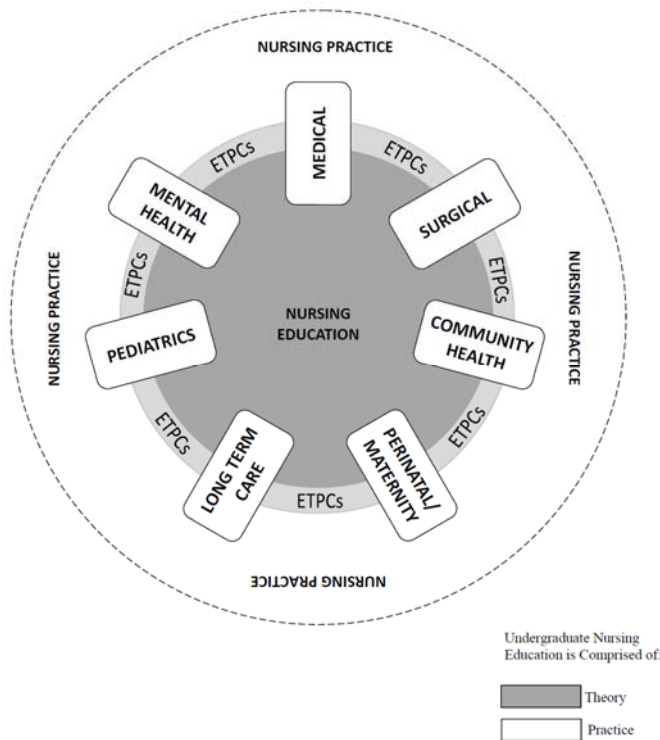 NURSING PRACTICE
MEDICAL
ETPCs
ETPCs
MENTAL
HEALTH
SURGICAL
ETPCs
ETPCs
NURSING PRACTICE
NURSING
EDUCATION
NURSING PRACTICE
PEDIATRICS
COMMUNITY
HEALTH
ETPCs
ETPCs
LONG TERM
CARE
PERINATAL/
MATERNITY
ETPCs
NURSING PRACTICE
Undergraduate Nursing
Education is Comprised of:
Theory
Practice